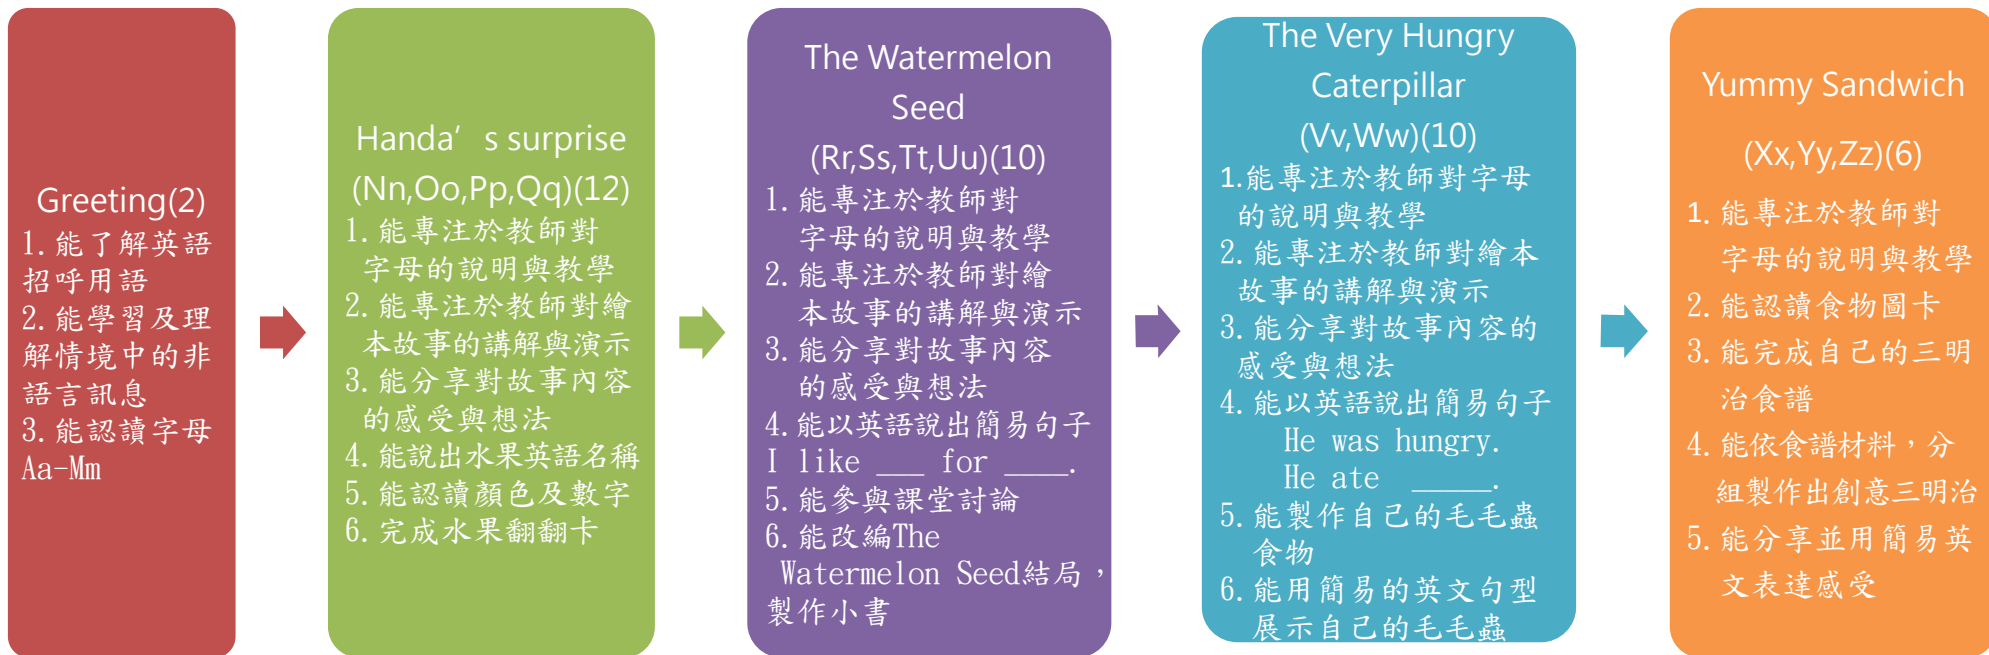 Greeting(2)
1.能了解英語
招呼用語
2.能學習及理
解情境中的非
語言訊息
3.能認讀字母
Aa-Mm
Handa’s surprise
(Nn,Oo,Pp,Qq)(12)
1.能專注於教師對
字母的說明與教學
2.能專注於教師對繪
本故事的講解與演示
3.能分享對故事內容
的感受與想法
4.能說出水果英語名稱
5.能認讀顏色及數字
6.完成水果翻翻卡
The Watermelon
Seed
(Rr,Ss,Tt,Uu)(10)
1.能專注於教師對
字母的說明與教學
2.能專注於教師對繪
本故事的講解與演示
3.能分享對故事內容
的感受與想法
4.能以英語說出簡易句子
I like ___ for ____.
5.能參與課堂討論
6.能改編The
Watermelon Seed結局，
製作小書
The Very Hungry
Caterpillar
(Vv,Ww)(10)
1.能專注於教師對字母
的說明與教學
2.能專注於教師對繪本
故事的講解與演示
3.能分享對故事內容的
感受與想法
4.能以英語說出簡易句子
He was hungry.
He ate _____.
5.能製作自己的毛毛蟲
食物
6.能用簡易的英文句型
展示自己的毛毛蟲
Yummy Sandwich
(Xx,Yy,Zz)(6)
1.能專注於教師對
字母的說明與教學
2.能認讀食物圖卡
3.能完成自己的三明
治食譜
4.能依食譜材料，分
組製作出創意三明治
5.能分享並用簡易英
文表達感受